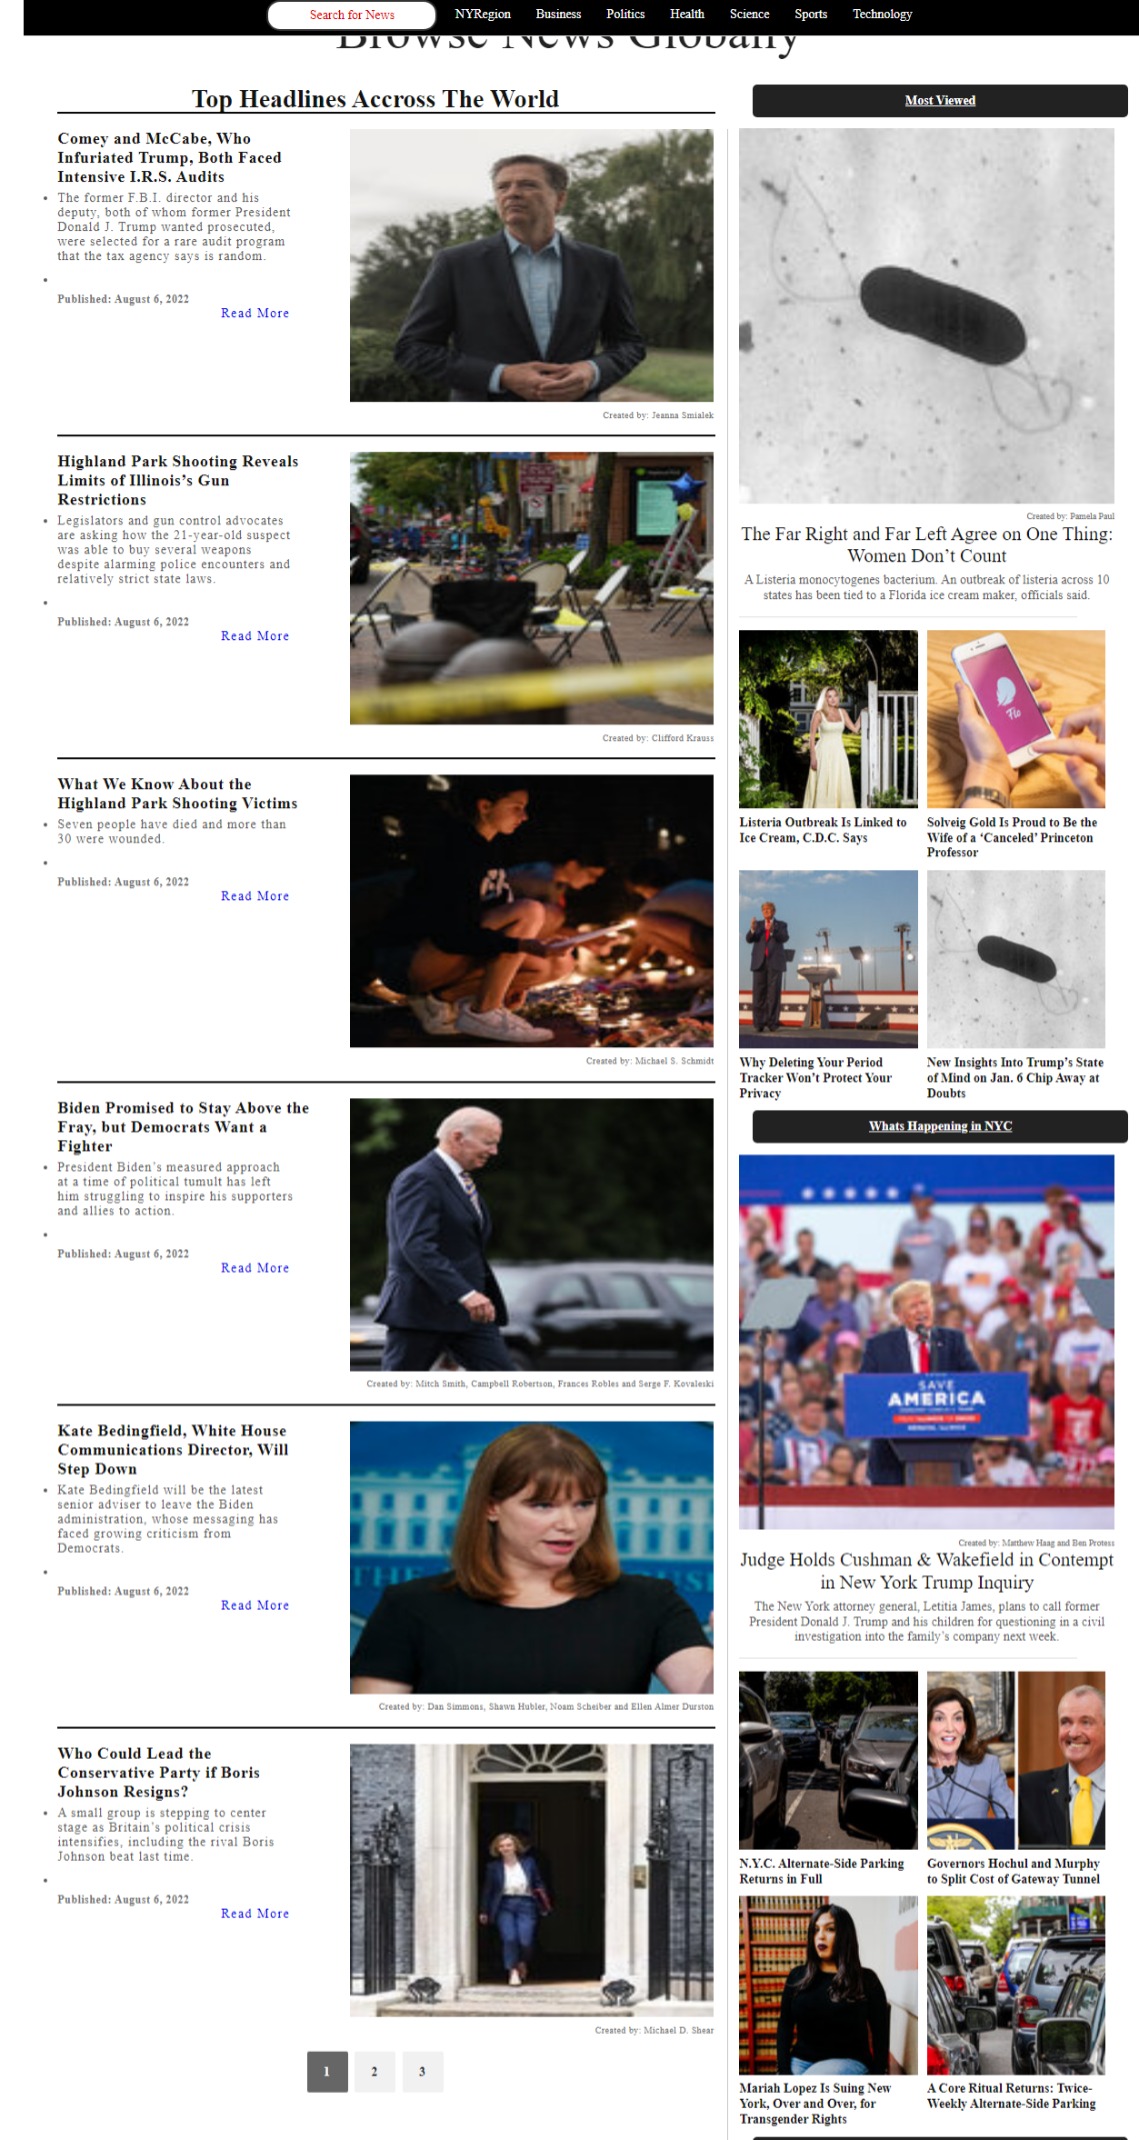 Search for News
NYRegion
Business
Politics
Health
Science
Sports
Technology
Browse News Globally
Top Headlines Accross The World
Comey and McCabe, Who
Infuriated Trump, Both Faced
Intensive I.R.S. Audits
The former F.B.I. director and his
deputy, both of whom former President
Donald J. Trump wanted prosecuted,
were selected for a rare audit program
that the tax agency says is random.
Published: August 6, 2022
Read More
Created by: Jeanna Smialek
Highland Park Shooting Reveals
Limits of Illinois’s Gun
Restrictions
Legislators and gun control advocates
are asking how the 21-year-old suspect
was able to buy several weapons
despite alarming police encounters and
relatively strict state laws.
Published: August 6, 2022
Read More
Created by: Clifford Krauss
What We Know About the
Highland Park Shooting Victims
Seven people have died and more than
30 were wounded.
Published: August 6, 2022
Read More
Created by: Michael S. Schmidt
Biden Promised to Stay Above the
Fray, but Democrats Want a
Fighter
President Biden’s measured approach
at a time of political tumult has left
him struggling to inspire his supporters
and allies to action.
Published: August 6, 2022
Read More
Created by: Mitch Smith, Campbell Robertson, Frances Robles and Serge F. Kovaleski
Kate Bedingfield, White House
Communications Director, Will
Step Down
Kate Bedingfield will be the latest
senior adviser to leave the Biden
administration, whose messaging has
faced growing criticism from
Democrats.
Published: August 6, 2022
Read More
THE
Created by: Dan Simmons, Shawn Hubler, Noam Scheiber and Ellen Almer Durston
Who Could Lead the
Conservative Party if Boris
Johnson Resigns?
A small group is stepping to center
stage as Britain’s political crisis
intensifies, including the rival Boris
Johnson beat last time.
Published: August 6, 2022
Read More
Created by: Michael D. Shear
1
2
3
Most Viewed
Created by: Pamela Paul
The Far Right and Far Left Agree on One Thing:
Women Don’t Count
A Listeria monocytogenes bacterium. An outbreak of listeria across 10
states has been tied to a Florida ice cream maker, officials said.
Flo
Listeria Outbreak Is Linked to
Ice Cream, C.D.C. Says
Solveig Gold Is Proud to Be the
Wife of a ‘Canceled’ Princeton
Professor
Why Deleting Your Period
Tracker Won’t Protect Your
Privacy
New Insights Into Trump’s State
of Mind on Jan. 6 Chip Away at
Doubts
Whats Happening in NYC
SAVE
AMERICA
Created by: Matthew Haag and Ben Protess
Judge Holds Cushman & Wakefield in Contempt
in New York Trump Inquiry
The New York attorney general, Letitia James, plans to call former
President Donald J. Trump and his children for questioning in a civil
investigation into the family’s company next week.
N.Y.C. Alternate-Side Parking
Returns in Full
Governors Hochul and Murphy
to Split Cost of Gateway Tunnel
Mariah Lopez Is Suing New
York, Over and Over, for
Transgender Rights
A Core Ritual Returns: Twice-
Weekly Alternate-Side Parking